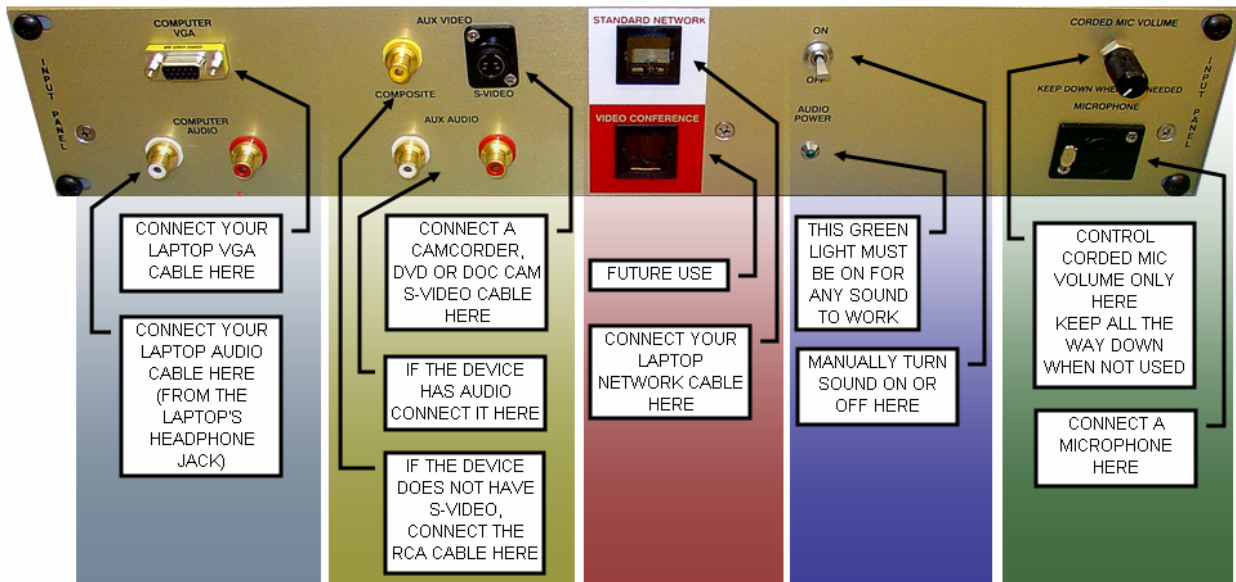 COMPUTER
VGA
COMPUTER
AUDIO
INPUT PANEL
AUX VIDEO
COMPOSITE
S-VIDEO
AUX AUDIO
STANDARD NETWORK
VIDEO CONFERENCE
ON
OFF
AUDIO
POWER
CORDED MIC VOLUME
KEEP DOWN WHEN NEEDED
MICROPHONE
INPUT PANEL
CONNECT YOUR
LAPTOP VGA
CABLE HERE
CONNECT YOUR
LAPTOP AUDIO
CABLE HERE
(FROM THE
LAPTOP'S
HEADPHONE
JACK)
CONNECT A
CAMCORDER,
DVD OR DOC CAM
S-VIDEO CABLE
HERE
IF THE DEVICE
HAS AUDIO
CONNECT IT HERE
IF THE DEVICE
DOES NOT HAVE
S-VIDEO,
CONNECT THE
RCA CABLE HERE
FUTURE USE
CONNECT YOUR
LAPTOP
NETWORK CABLE
HERE
THIS GREEN
LIGHT MUST
BE ON FOR
ANY SOUND
TO WORK
MANUALLY TURN
SOUND ON OR
OFF HERE
CONTROL
CORDED MIC
VOLUME ONLY
HERE
KEEP ALL THE
WAY DOWN
WHEN NOT USED
CONNECT A
MICROPHONE
HERE